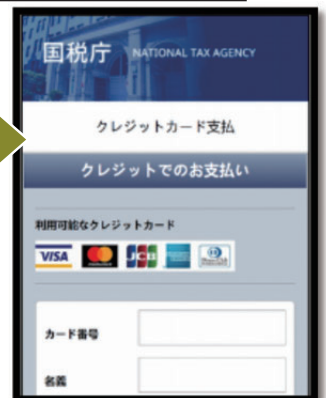 国税庁 NATIONAL TAX AGENCY
クレジットカード支払
クレジットでのお支払い
利用可能なクレジットカード
VISA JCB
カード番号
名義